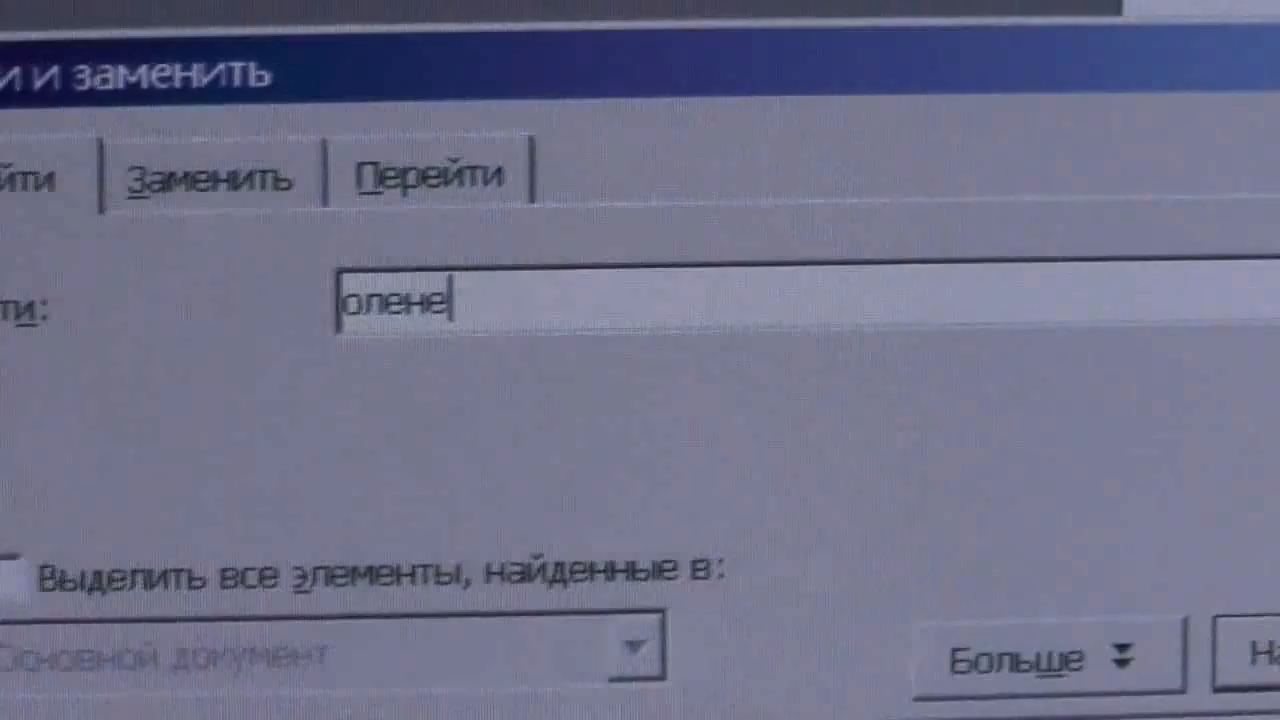 и и заменить
йти Заменить Перейти
ти: олене
Выделить все элементы, найденные в:
Основной документ
Больше На